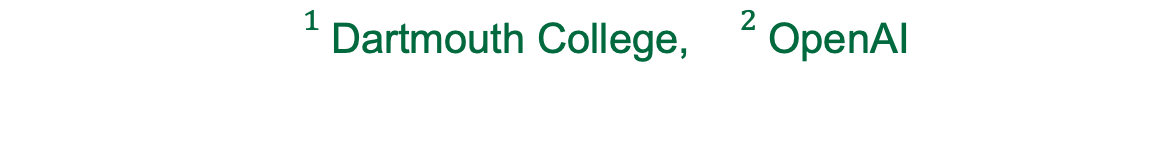 ¹ Dartmouth College, ² OpenAI